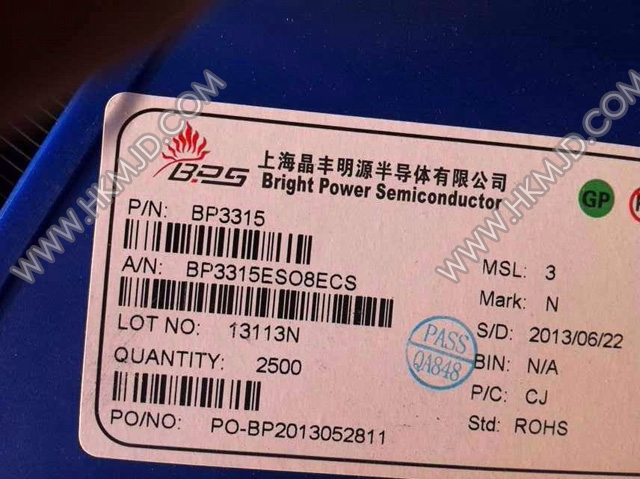 BPS
上海晶丰明源半导体有限公司
Bright Power Semiconductor
GP
P/N: BP3315
A/N: BP3315ESO8ECS
LOT NO: 13113N
QUANTITY: 2500
PO/NO: PO-BP2013052811
MSL: 3
Mark: N
S/D: 2013/06/22
BIN: N/A
P/C: CJ
Std: ROHS
PASS
QA848
WWW.HKMJD.COM
WWW.HKMJD.COM
WWW.HKMJD.COM